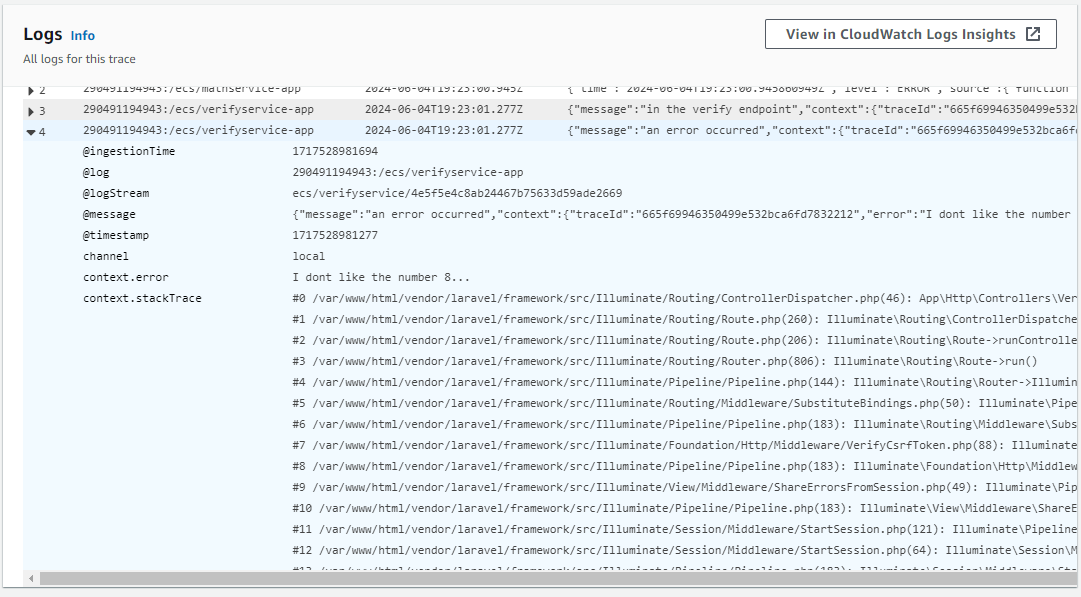 Logs Info
View in CloudWatch Logs Insights
All logs for this trace
2 290491194943:/ecs/mathservice-app 2024-06-04T19:23:00.945Z {"time":"2024-06-04T19:23:00.945860949Z","level":"ERROR","source":{"function"
3 290491194943:/ecs/verifyservice-app 2024-06-04T19:23:01.277Z {"message":"in the verify endpoint","context":{"traceId":"665f69946350499e532b
4 290491194943:/ecs/verifyservice-app 2024-06-04T19:23:01.277Z {"message":"an error occurred","context":{"traceId":"665f69946350499e532bca6fd
@ingestionTime 1717528981694
@log 290491194943:/ecs/verifyservice-app
@logStream ecs/verifyservice/4e5f5e4c8ab24467b75633d59ade2669
@message {"message":"an error occurred","context":{"traceId":"665f69946350499e532bca6fd7832212","error":"I dont like the number
@timestamp 1717528981277
channel local
context.error I dont like the number 8...
context.stackTrace #0 /var/www/html/vendor/laravel/framework/src/Illuminate/Routing/ControllerDispatcher.php(46): App\Http\Controllers\Ver
#1 /var/www/html/vendor/laravel/framework/src/Illuminate/Routing/Route.php(260): Illuminate\Routing\ControllerDispatche
#2 /var/www/html/vendor/laravel/framework/src/Illuminate/Routing/Route.php(206): Illuminate\Routing\Route->runControlle
#3 /var/www/html/vendor/laravel/framework/src/Illuminate/Routing/Router.php(806): Illuminate\Routing\Route->run()
#4 /var/www/html/vendor/laravel/framework/src/Illuminate/Pipeline/Pipeline.php(144): Illuminate\Routing\Router->Illumin
#5 /var/www/html/vendor/laravel/framework/src/Illuminate/Routing/Middleware/SubstituteBindings.php(50): Illuminate\Pipe
#6 /var/www/html/vendor/laravel/framework/src/Illuminate/Pipeline/Pipeline.php(183): Illuminate\Routing\Middleware\Subs
#7 /var/www/html/vendor/laravel/framework/src/Illuminate/Foundation/Http/Middleware/VerifyCsrfToken.php(88): Illuminate
#8 /var/www/html/vendor/laravel/framework/src/Illuminate/Pipeline/Pipeline.php(183): Illuminate\Foundation\Http\Middlew
#9 /var/www/html/vendor/laravel/framework/src/Illuminate/View/Middleware/ShareErrorsFromSession.php(49): Illuminate\Pip
#10 /var/www/html/vendor/laravel/framework/src/Illuminate/Pipeline/Pipeline.php(183): Illuminate\View\Middleware\ShareE
#11 /var/www/html/vendor/laravel/framework/src/Illuminate/Session/Middleware/StartSession.php(121): Illuminate\Pipeline
#12 /var/www/html/vendor/laravel/framework/src/Illuminate/Session/Middleware/StartSession.php(64): Illuminate\Session\M